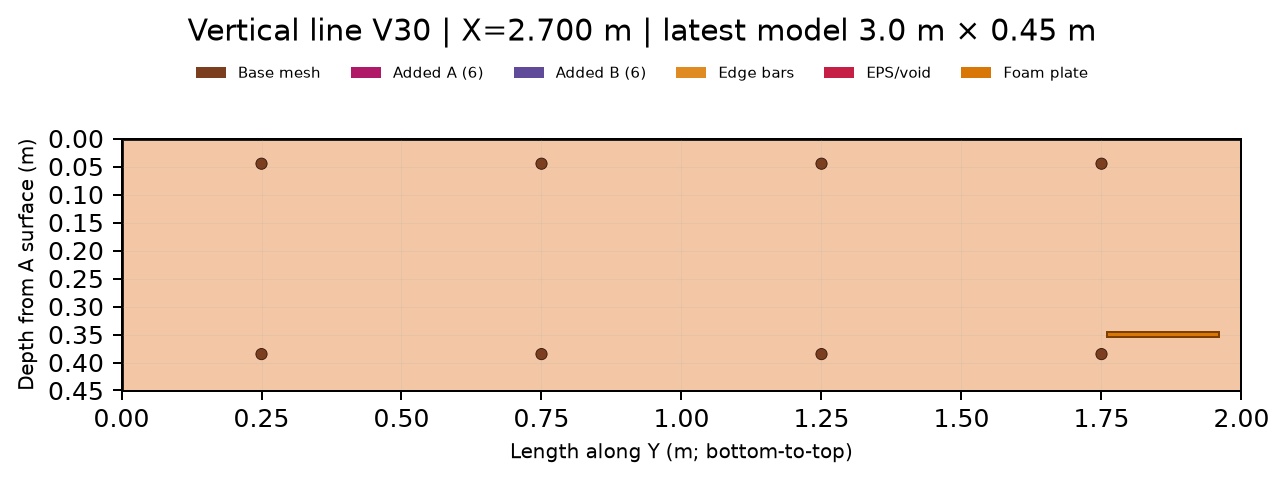 Vertical line V30 | X=2.700 m | latest model 3.0 m × 0.45 m
Base mesh Added A (6) Added B (6) Edge bars EPS/void Foam plate
Depth from A surface (m)
0.00
0.05
0.10
0.15
0.20
0.25
0.30
0.35
0.40
0.45
0.00 0.25 0.50 0.75 1.00 1.25 1.50 1.75 2.00
Length along Y (m; bottom-to-top)